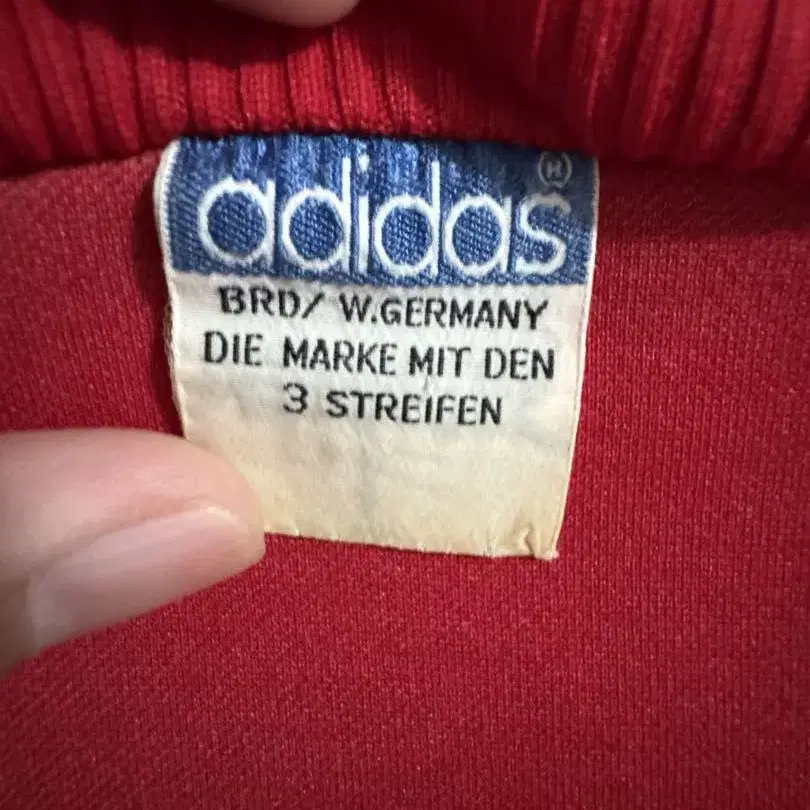 adidas ®
BRD/ W.GERMANY
DIE MARKE MIT DEN
3 STREIFEN